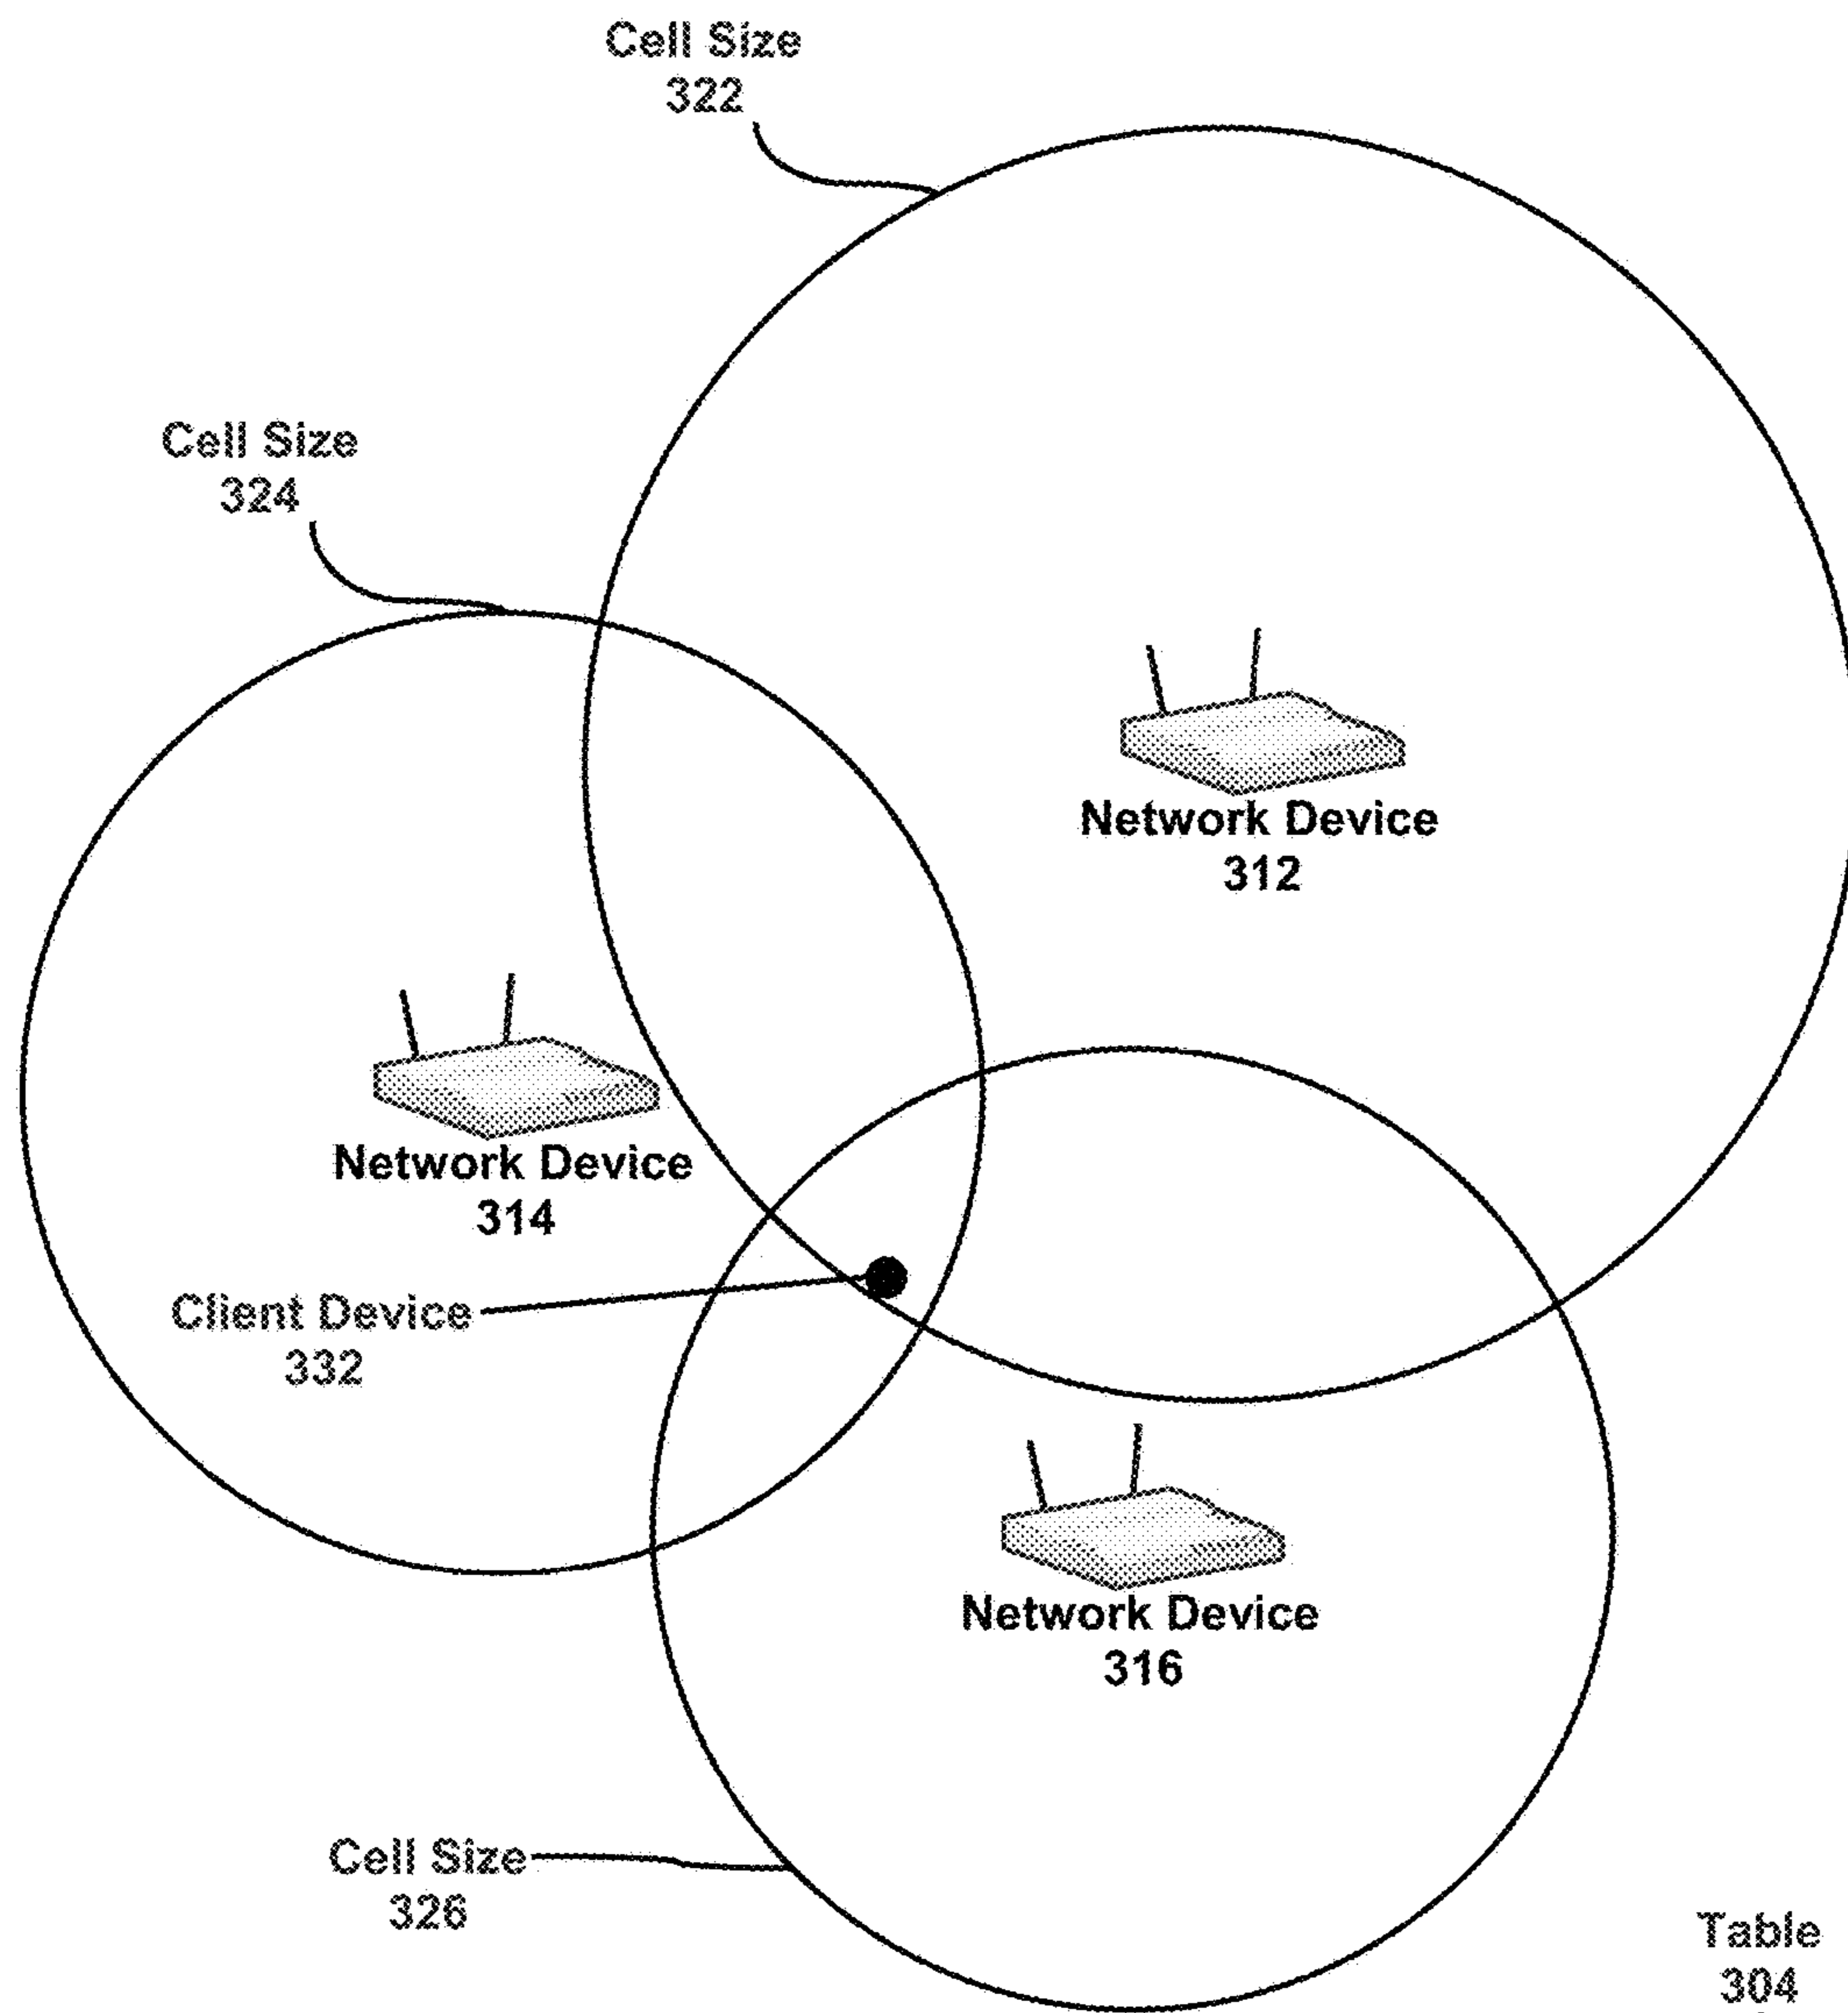 Cell Size
322
Cell Size
324
Network Device
312
Network Device
314
Client Device
332
Network Device
316
Cell Size
326
Table
304